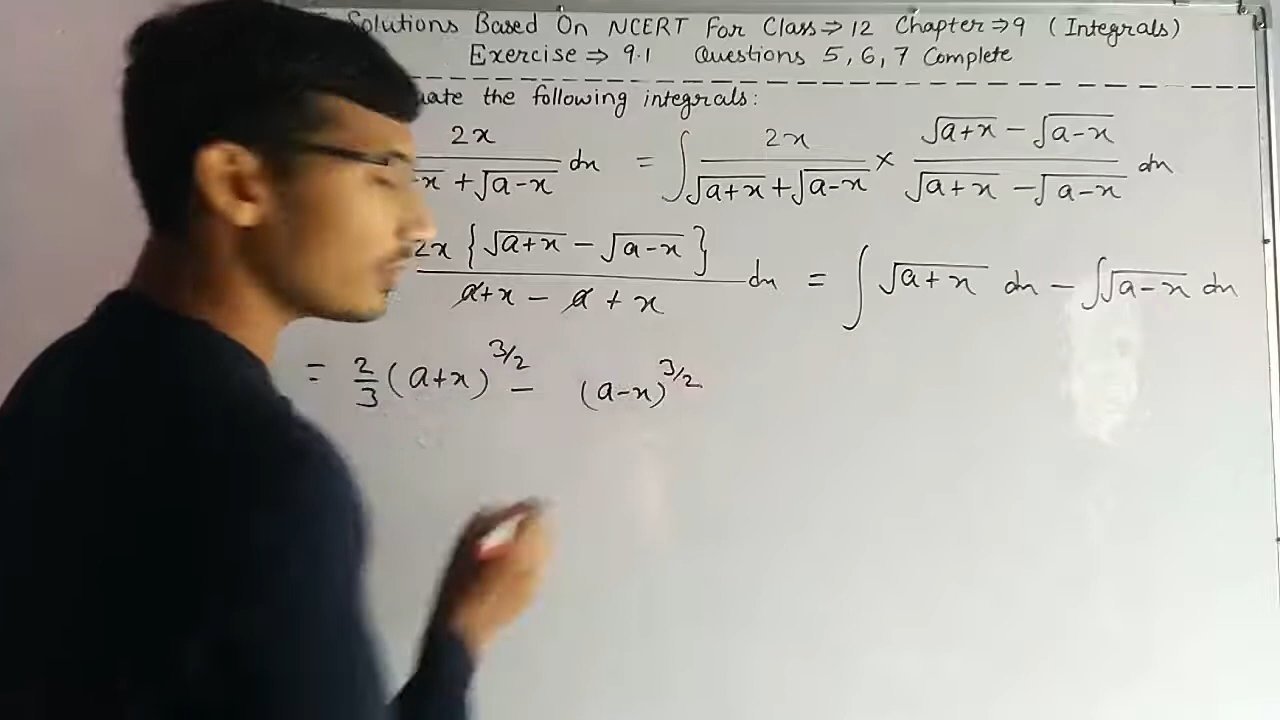 Solutions Based On NCERT For Class ⇒ 12 Chapter ⇒ 9 (Integrals)
Exercise ⇒ 9.1 Questions 5, 6, 7 Complete
uate the following integrals:
2x / x + √a-x dx = ∫ 2x / √a+x + √a-x × √a+x - √a-x / √a+x - √a-x dx
2x {√a+x - √a-x} / a+x - a + x dx = ∫ √a+x dx - ∫√a-x dx
= 2/3 (a+x)^3/2 - (a-x)^3/2